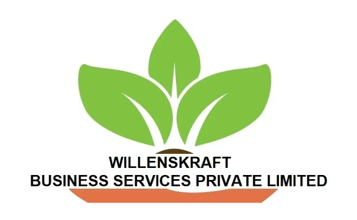 WILLENSKRAFT
BUSINESS SERVICES PRIVATE LIMITED